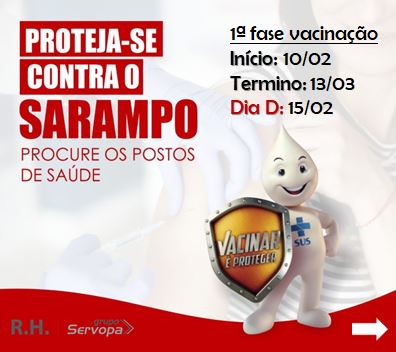 PROTEJA-SE
CONTRA O
SARAMPO
PROCURE OS POSTOS
DE SAÚDE
1ª fase vacinação
Início: 10/02
Termino: 13/03
Dia D: 15/02
VACINAR
É PROTEGER
SUS
R.H. grupo
Servopa